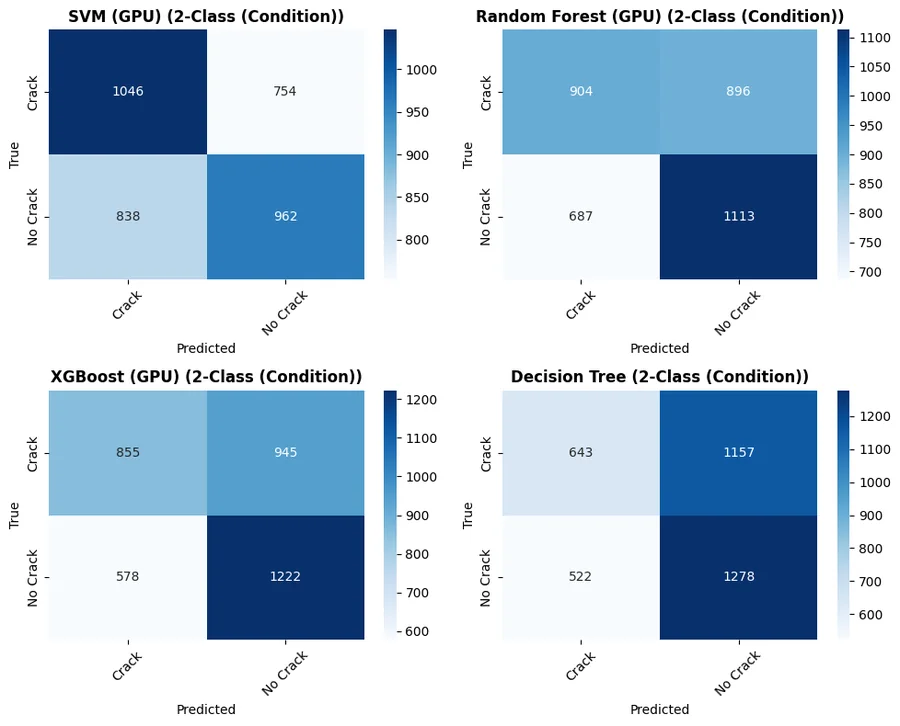 SVM (GPU) (2-Class (Condition))
True
Crack
No Crack
1046 754
838 962
Crack No Crack
Predicted
1000
950
900
850
800
Random Forest (GPU) (2-Class (Condition))
True
Crack
No Crack
904 896
687 1113
Crack No Crack
Predicted
1100
1050
1000
950
900
850
800
750
700
XGBoost (GPU) (2-Class (Condition))
True
Crack
No Crack
855 945
578 1222
Crack No Crack
Predicted
1200
1100
1000
900
800
700
600
Decision Tree (2-Class (Condition))
True
Crack
No Crack
643 1157
522 1278
Crack No Crack
Predicted
1200
1100
1000
900
800
700
600